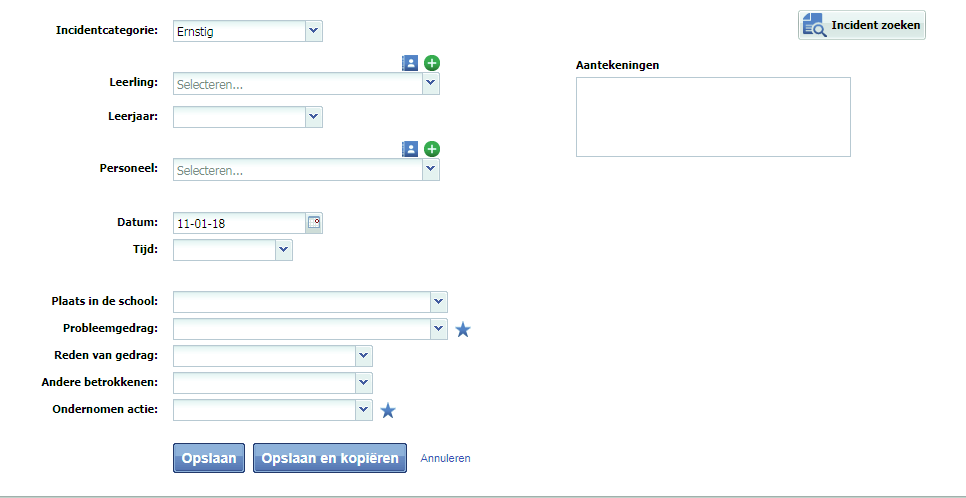 Incidentcategorie: Ernstig
Incident zoeken
Aantekeningen
Leerling: Selecteren...
Leerjaar:
Personeel: Selecteren...
Datum: 11-01-18
Tijd:
Plaats in de school:
Probleemgedrag:
Reden van gedrag:
Andere betrokkenen:
Ondernomen actie:
Opslaan Opslaan en kopiëren Annuleren